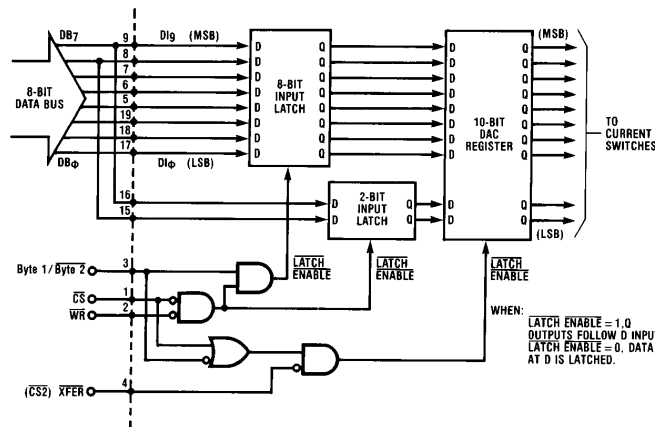 DB7 9 DI9 (MSB)
8
7
6
5
19
18
17
DBΦ DIΦ (LSB)
8-BIT
DATA BUS
D Q
D Q
D Q
D Q
D Q
D Q
D Q
D Q
8-BIT
INPUT
LATCH
D Q
D Q
D Q
D Q
D Q
D Q
D Q
D Q
10-BIT
DAC
REGISTER
(MSB)
TO
CURRENT
SWITCHES
16
15
D Q
D Q
2-BIT
INPUT
LATCH
D Q
D Q
(LSB)
Byte 1/Byte 2 3
CS 1
WR 2
(CS2) XFER 4
LATCH
ENABLE
LATCH
ENABLE
LATCH
ENABLE
WHEN:
LATCH ENABLE = 1, Q
OUTPUTS FOLLOW D INPUT
LATCH ENABLE = 0, DATA
AT D IS LATCHED.